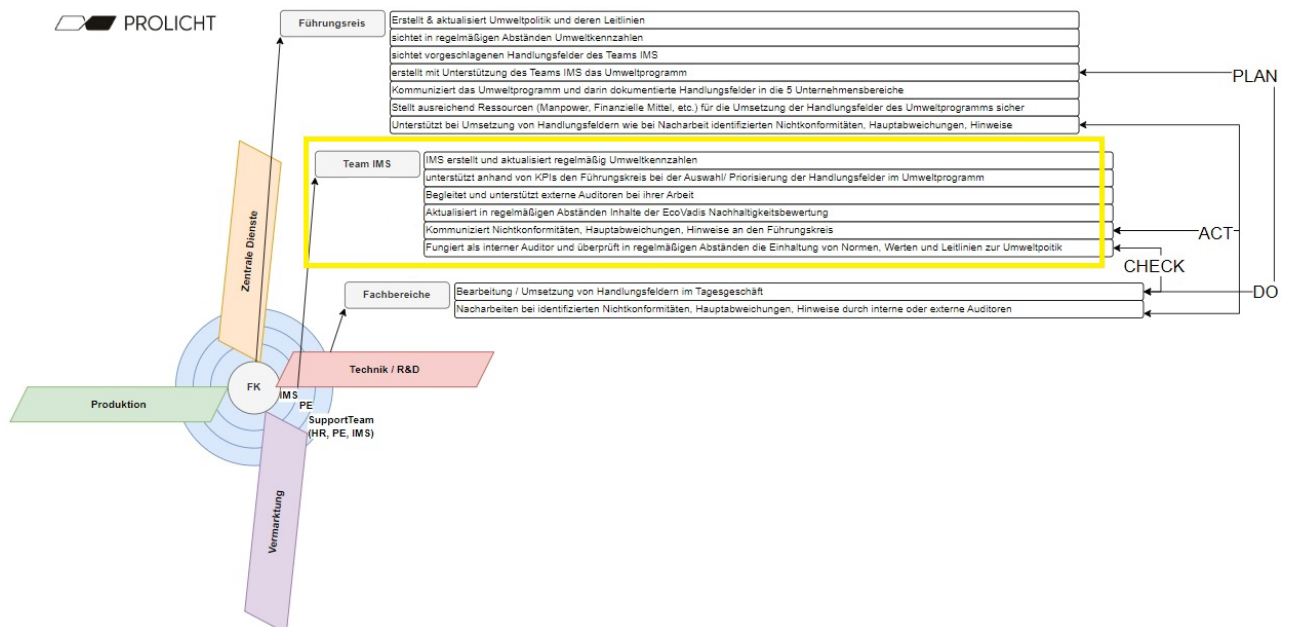 PROLICHT
Führungsreis
Erstellt & aktualisiert Umweltpolitik und deren Leitlinien
sichtet in regelmäßigen Abständen Umweltkennzahlen
sichtet vorgeschlagenen Handlungsfelder des Teams IMS
erstellt mit Unterstützung des Teams IMS das Umweltprogramm
Kommuniziert das Umweltprogramm und darin dokumentierte Handlungsfelder in die 5 Unternehmensbereiche
Stellt ausreichend Ressourcen (Manpower, Finanzielle Mittel, etc.) für die Umsetzung der Handlungsfelder des Umweltprogramms sicher
Unterstützt bei Umsetzung von Handlungsfeldern wie bei Nacharbeit identifizierten Nichtkonformitäten, Hauptabweichungen, Hinweise
PLAN
Team IMS
IMS erstellt und aktualisiert regelmäßig Umweltkennzahlen
unterstützt anhand von KPIs den Führungskreis bei der Auswahl/ Priorisierung der Handlungsfelder im Umweltprogramm
Begleitet und unterstützt externe Auditoren bei ihrer Arbeit
Aktualisiert in regelmäßigen Abständen Inhalte der EcoVadis Nachhaltigkeitsbewertung
Kommuniziert Nichtkonformitäten, Hauptabweichungen, Hinweise an den Führungskreis
Fungiert als interner Auditor und überprüft in regelmäßigen Abständen die Einhaltung von Normen, Werten und Leitlinien zur Umweltpoitik
ACT
CHECK
DO
Fachbereiche
Bearbeitung / Umsetzung von Handlungsfeldern im Tagesgeschäft
Nacharbeiten bei identifizierten Nichtkonformitäten, Hauptabweichungen, Hinweise durch interne oder externe Auditoren
Zentrale Dienste
Technik / R&D
FK
IMS
PE
Produktion
SupportTeam
(HR, PE, IMS)
Vermarktung